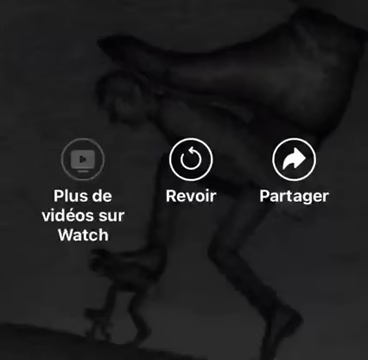 Plus de
vidéos sur
Watch
Revoir
Partager